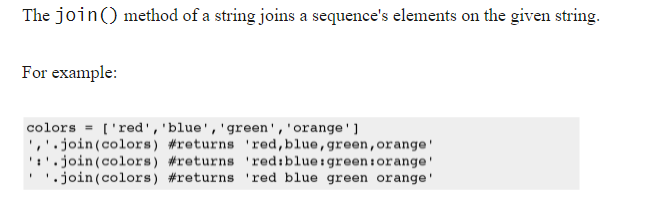 The join() method of a string joins a sequence's elements on the given string.
For example:
colors = ['red','blue','green','orange']
','.join(colors) #returns 'red,blue,green,orange'
':'.join(colors) #returns 'red:blue:green:orange'
' '.join(colors) #returns 'red blue green orange'